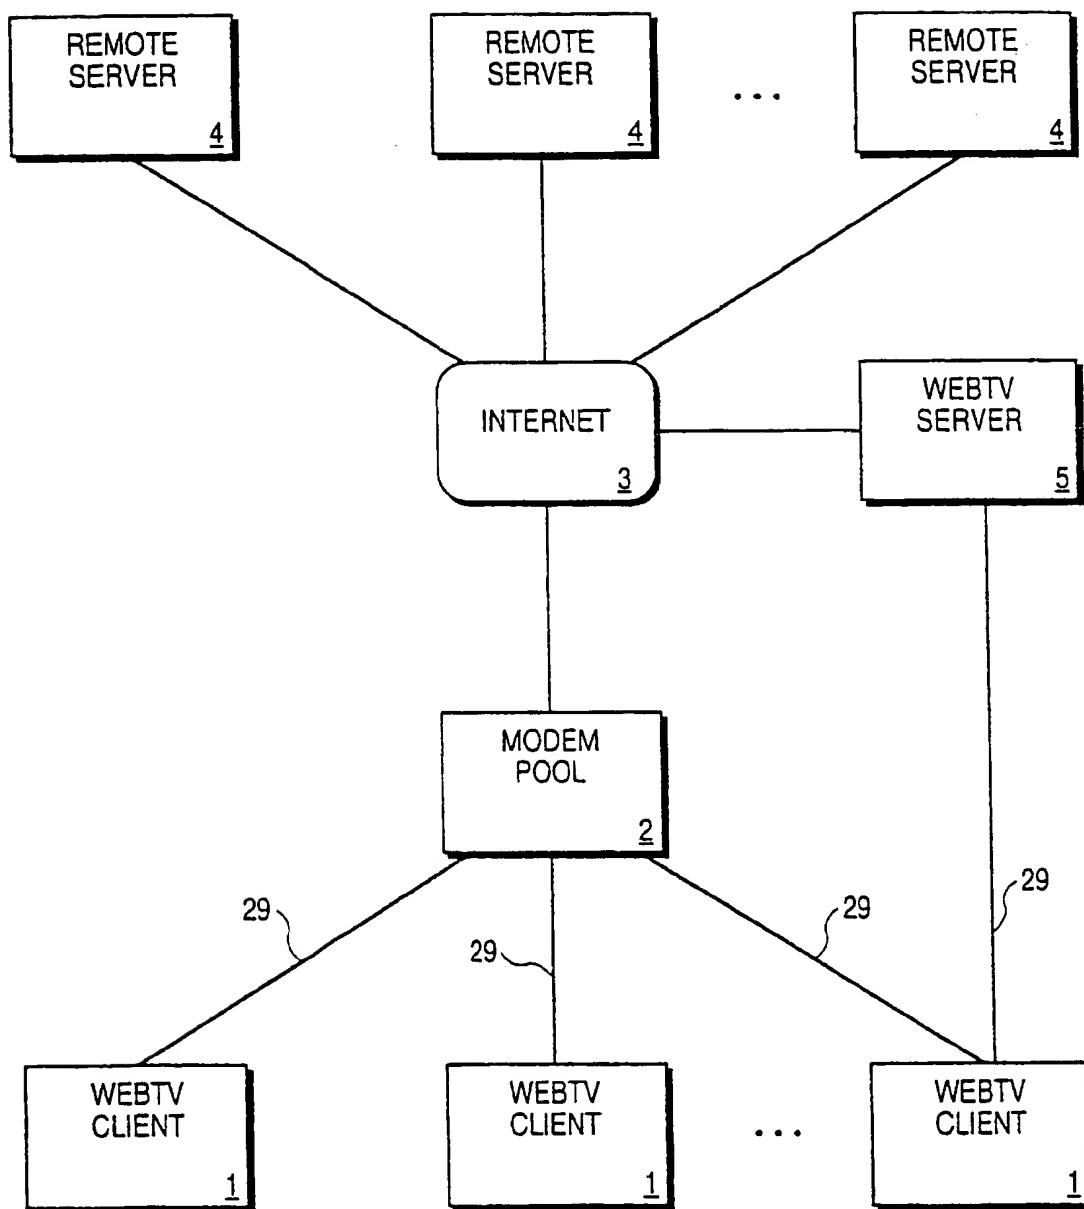 REMOTE
SERVER
4
REMOTE
SERVER
4
...
REMOTE
SERVER
4
INTERNET
3
WEBTV
SERVER
5
MODEM
POOL
2
29
29
29
29
WEBTV
CLIENT
1
WEBTV
CLIENT
1
...
WEBTV
CLIENT
1